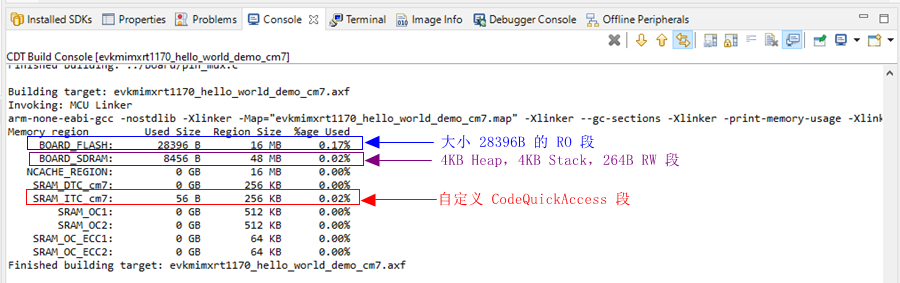 Installed SDKs Properties Problems Console Terminal Image Info Debugger Console Offline Peripherals
CDT Build Console [evkmimxrt1170_hello_world_demo_cm7]
Finished building: ../board/pin_mux.c
Building target: evkmimxrt1170_hello_world_demo_cm7.axf
Invoking: MCU Linker
arm-none-eabi-gcc -nostdlib -Xlinker -Map="evkmimxrt1170_hello_world_demo_cm7.map" -Xlinker --gc-sections -Xlinker -print-memory-usage -Xlink
Memory region Used Size Region Size %age Used
BOARD_FLASH: 28396 B 16 MB 0.17% 大小 28396B 的 RO 段
BOARD_SDRAM: 8456 B 48 MB 0.02% 4KB Heap, 4KB Stack, 264B RW 段
NCACHE_REGION: 0 GB 16 MB 0.00%
SRAM_DTC_cm7: 0 GB 256 KB 0.00%
SRAM_ITC_cm7: 56 B 256 KB 0.02% 自定义 CodeQuickAccess 段
SRAM_OC1: 0 GB 512 KB 0.00%
SRAM_OC2: 0 GB 512 KB 0.00%
SRAM_OC_ECC1: 0 GB 64 KB 0.00%
SRAM_OC_ECC2: 0 GB 64 KB 0.00%
Finished building target: evkmimxrt1170_hello_world_demo_cm7.axf